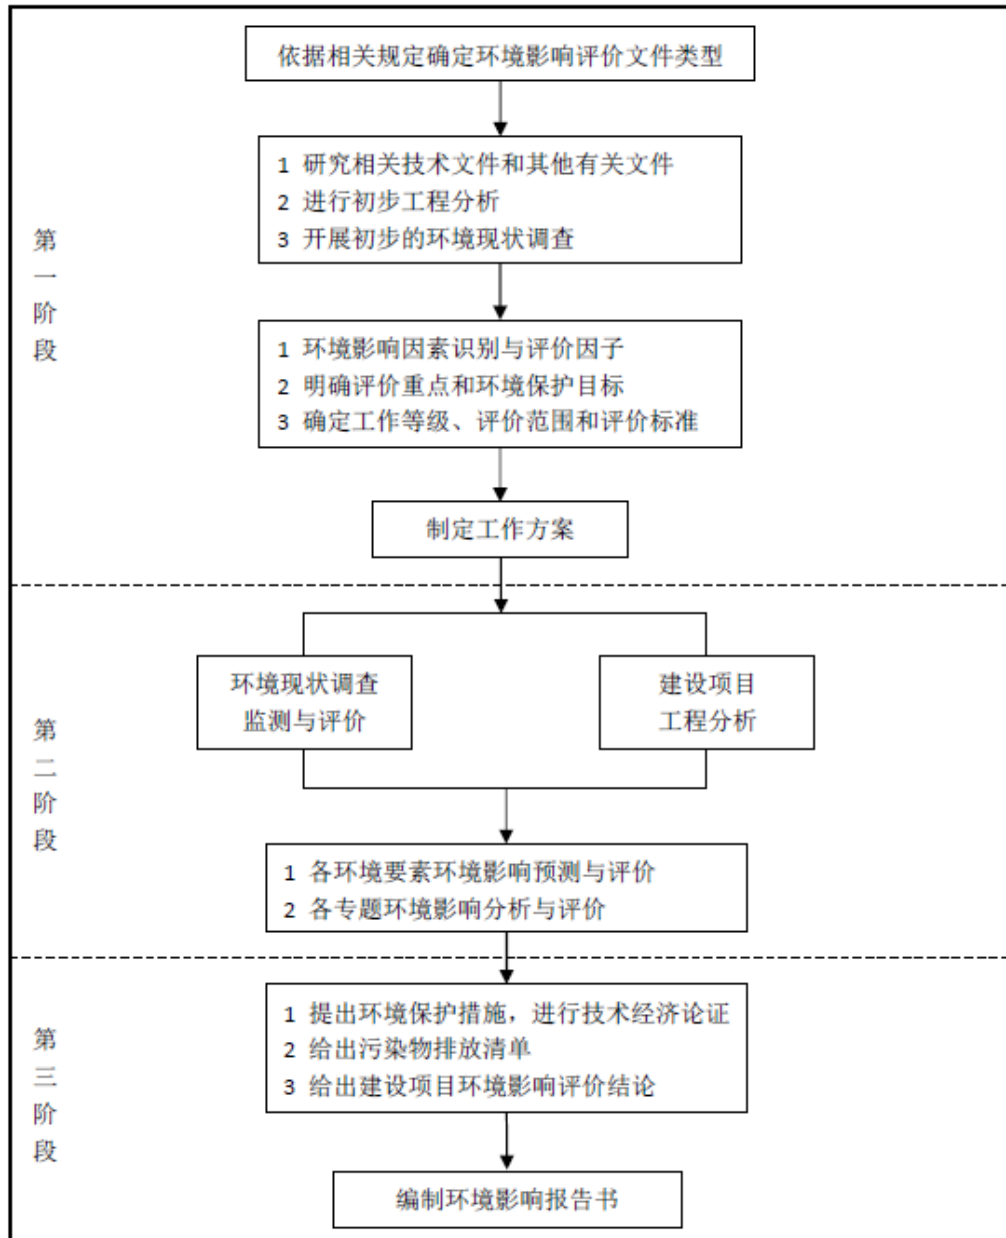 依据相关规定确定环境影响评价文件类型
1 研究相关技术文件和其他有关文件
2 进行初步工程分析
3 开展初步的环境现状调查
第一阶段
1 环境影响因素识别与评价因子
2 明确评价重点和环境保护目标
3 确定工作等级、评价范围和评价标准
制定工作方案
环境现状调查
监测与评价
建设项目
工程分析
第二阶段
1 各环境要素环境影响预测与评价
2 各专题环境影响分析与评价
1 提出环境保护措施，进行技术经济论证
2 给出污染物排放清单
3 给出建设项目环境影响评价结论
第三阶段
编制环境影响报告书